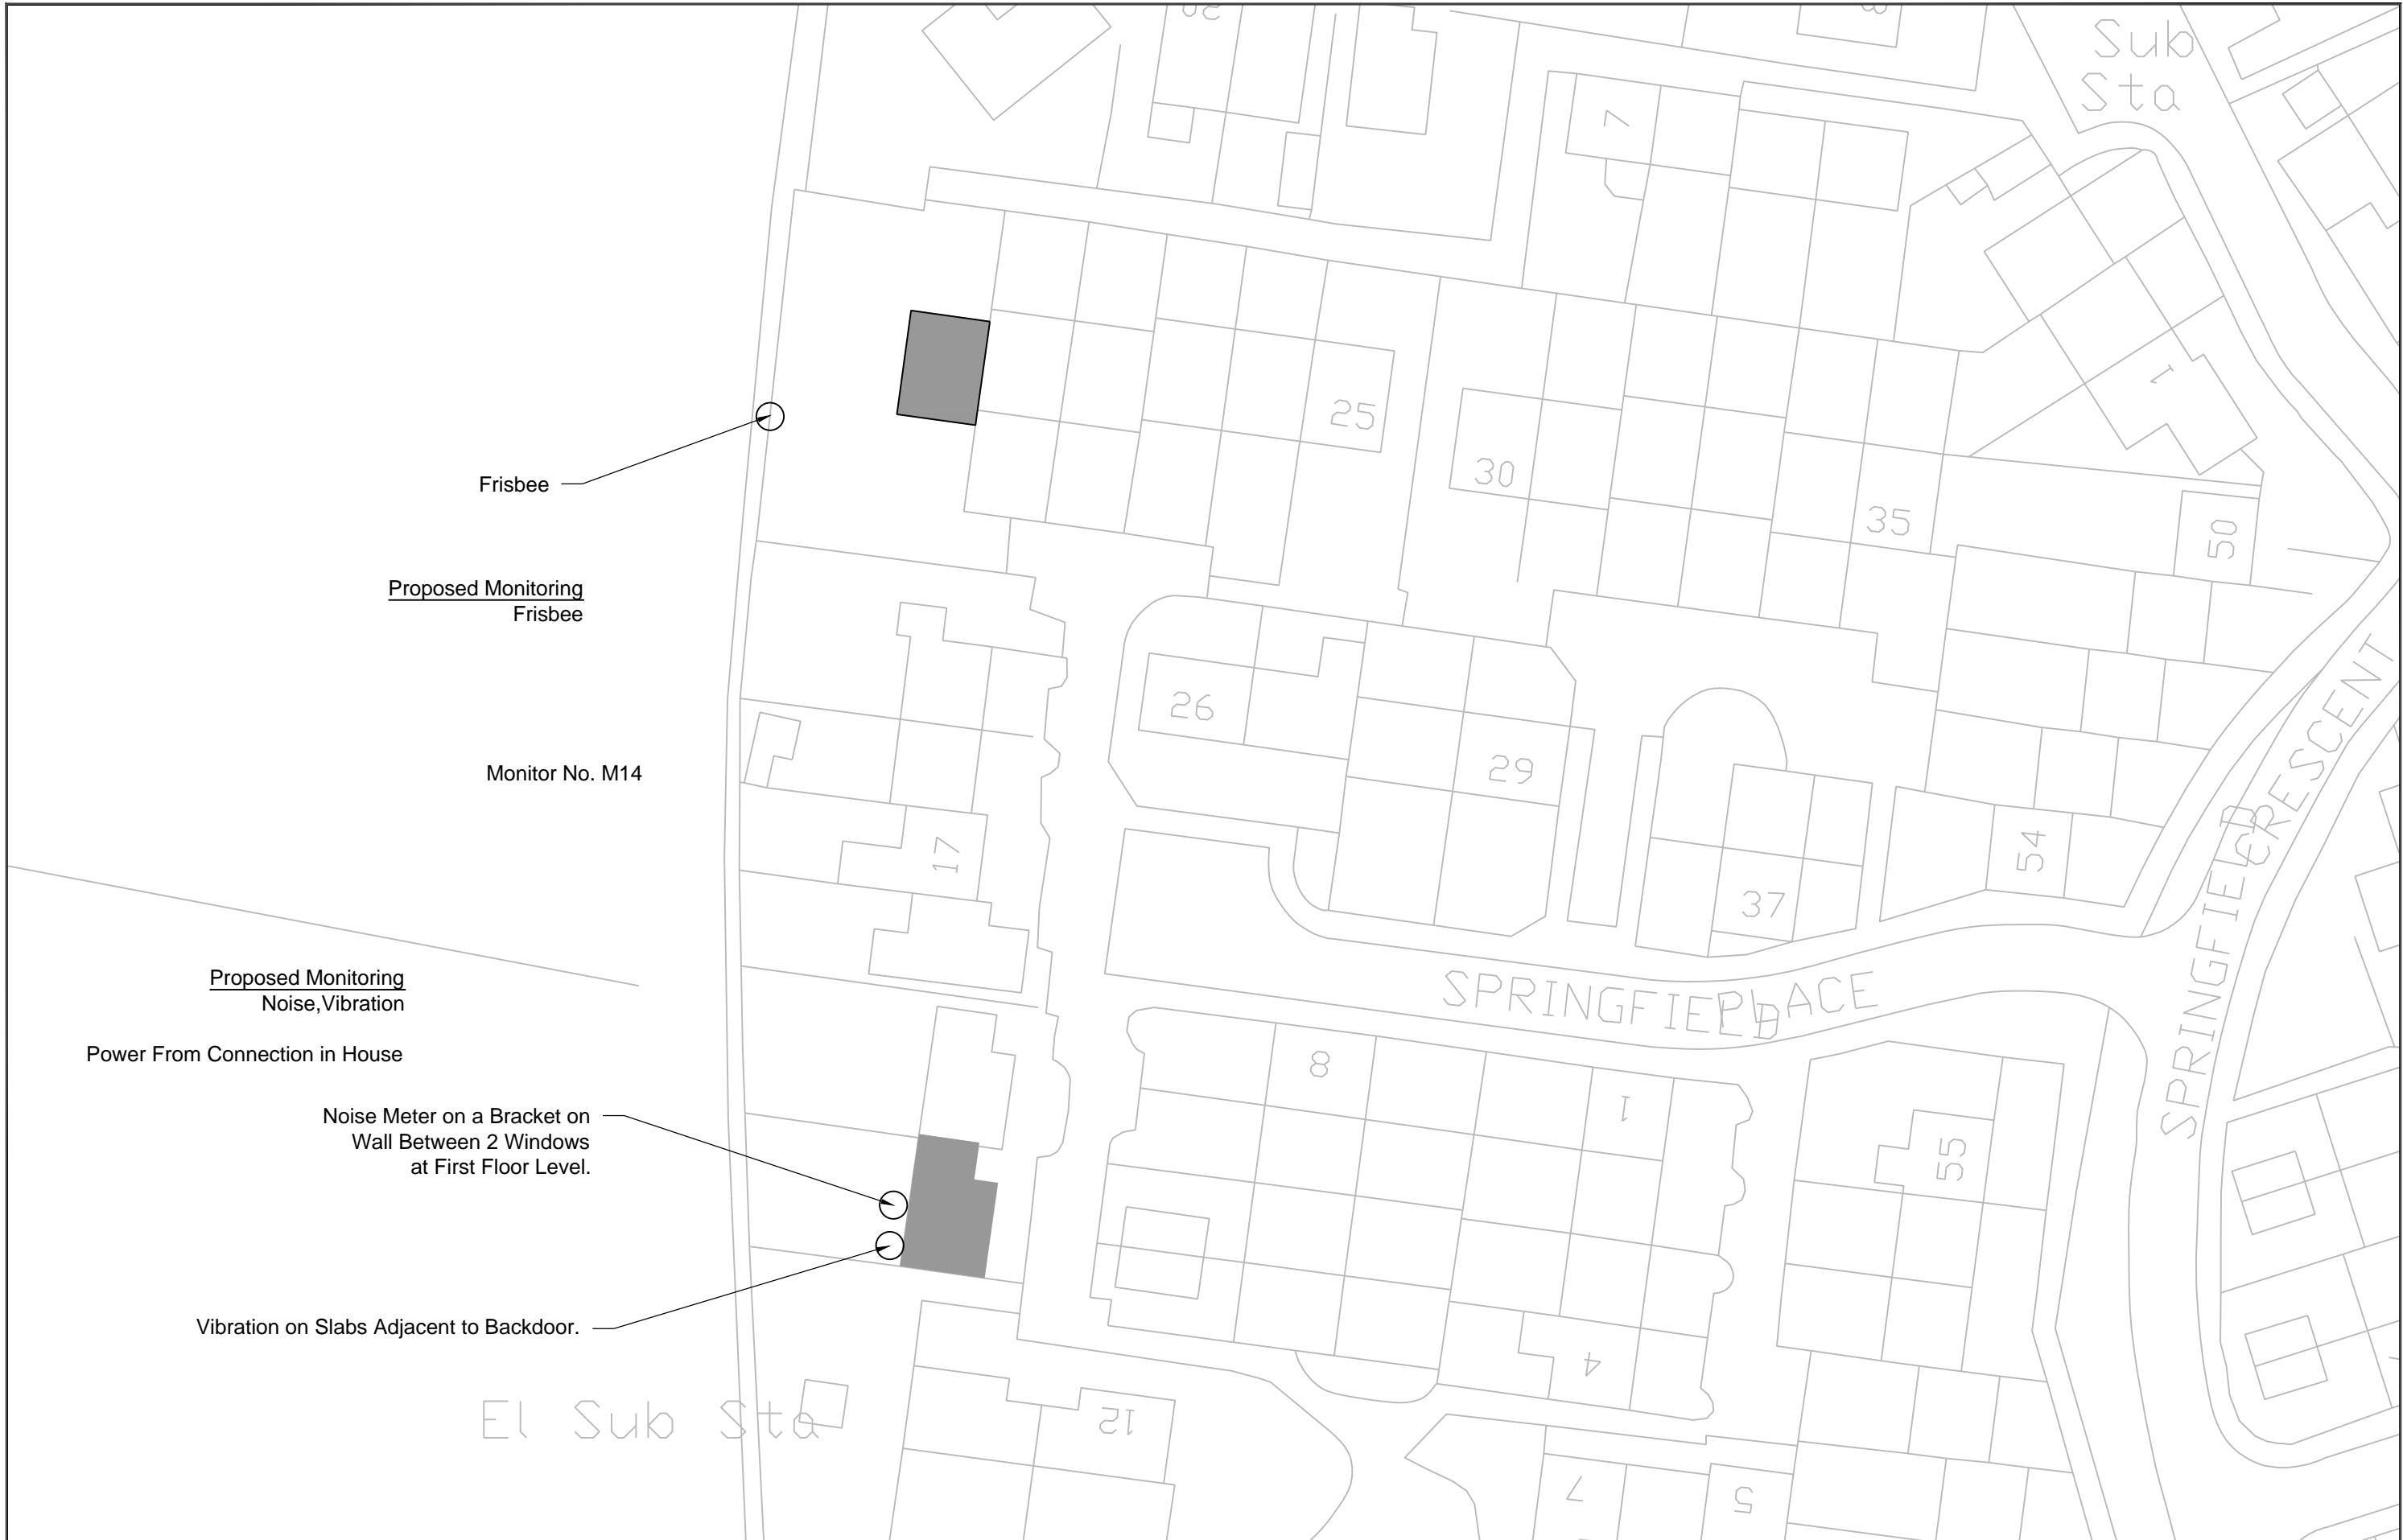 Sub
Sta
7
1
25
30
35
50
Frisbee
Proposed Monitoring
Frisbee
26
29
Monitor No. M14
17
54
37
SPRINGFIELD CRESCENT
SPRINGFIELD PLACE
Proposed Monitoring
Noise,Vibration
Power From Connection in House
8
1
55
Noise Meter on a Bracket on
Wall Between 2 Windows
at First Floor Level.
Vibration on Slabs Adjacent to Backdoor.
4
El Sub Sta
12
7
5